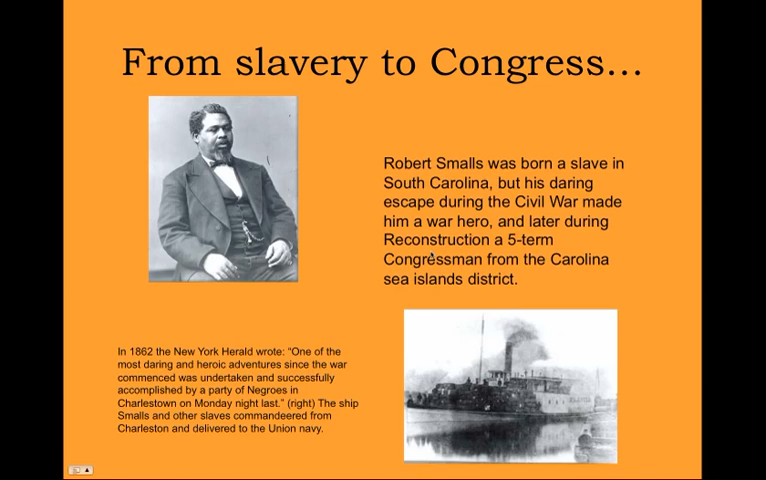 From slavery to Congress...
Robert Smalls was born a slave in
South Carolina, but his daring
escape during the Civil War made
him a war hero, and later during
Reconstruction a 5-term
Congressman from the Carolina
sea islands district.
In 1862 the New York Herald wrote: “One of the
most daring and heroic adventures since the war
commenced was undertaken and successfully
accomplished by a party of Negroes in
Charlestown on Monday night last.” (right) The ship
Smalls and other slaves commandeered from
Charleston and delivered to the Union navy.